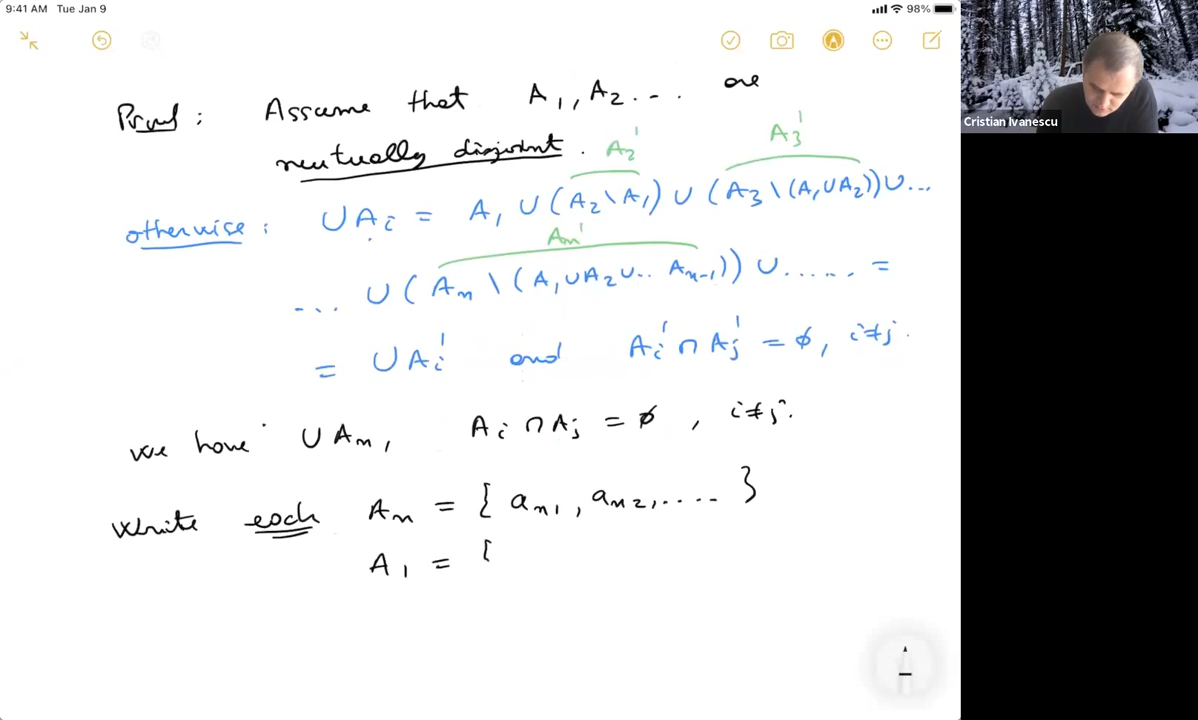 9:41 AM Tue Jan 9
98%
Cristian Ivanescu
Proof : Assume that A₁, A₂ ... are
mutually disjoint .
A₂' A₃'
otherwise : ∪ Aᵢ = A₁ ∪ (A₂ \ A₁) ∪ (A₃ \ (A₁ ∪ A₂)) ∪ ...
Aₙ'
... ∪ (Aₙ \ (A₁ ∪ A₂ ∪ .. Aₙ₋₁)) ∪ ...... =
= ∪ Aᵢ' and Aᵢ' ∩ Aⱼ' = ∅, i ≠ j.
we have ∪ Aₙ, Aᵢ ∩ Aⱼ = ∅ , i ≠ j.
write each Aₙ = { aₙ₁, aₙ₂, .... }
A₁ = {